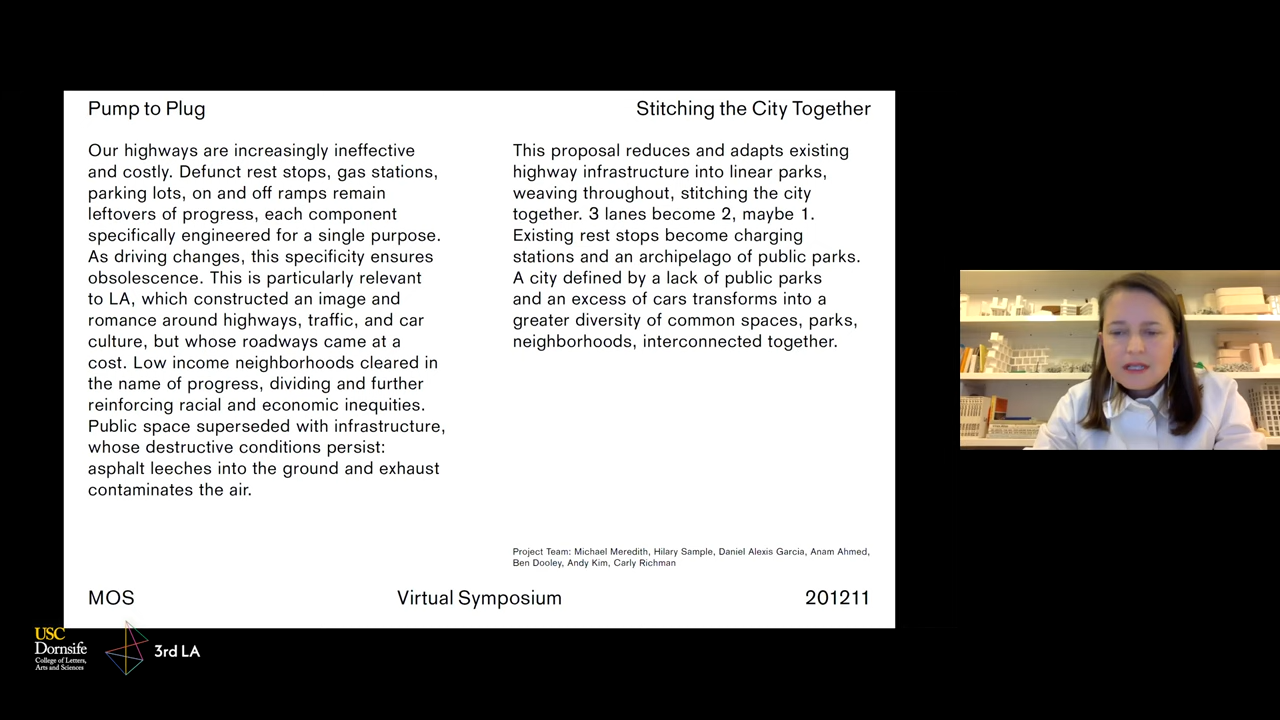 Pump to Plug
Stitching the City Together
Our highways are increasingly ineffective
and costly. Defunct rest stops, gas stations,
parking lots, on and off ramps remain
leftovers of progress, each component
specifically engineered for a single purpose.
As driving changes, this specificity ensures
obsolescence. This is particularly relevant
to LA, which constructed an image and
romance around highways, traffic, and car
culture, but whose roadways came at a
cost. Low income neighborhoods cleared in
the name of progress, dividing and further
reinforcing racial and economic inequities.
Public space superseded with infrastructure,
whose destructive conditions persist:
asphalt leeches into the ground and exhaust
contaminates the air.
This proposal reduces and adapts existing
highway infrastructure into linear parks,
weaving throughout, stitching the city
together. 3 lanes become 2, maybe 1.
Existing rest stops become charging
stations and an archipelago of public parks.
A city defined by a lack of public parks
and an excess of cars transforms into a
greater diversity of common spaces, parks,
neighborhoods, interconnected together.
Project Team: Michael Meredith, Hilary Sample, Daniel Alexis Garcia, Anam Ahmed,
Ben Dooley, Andy Kim, Carly Richman
MOS
Virtual Symposium
201211
USC
Dornsife
College of Letters,
Arts and Sciences
3rd LA